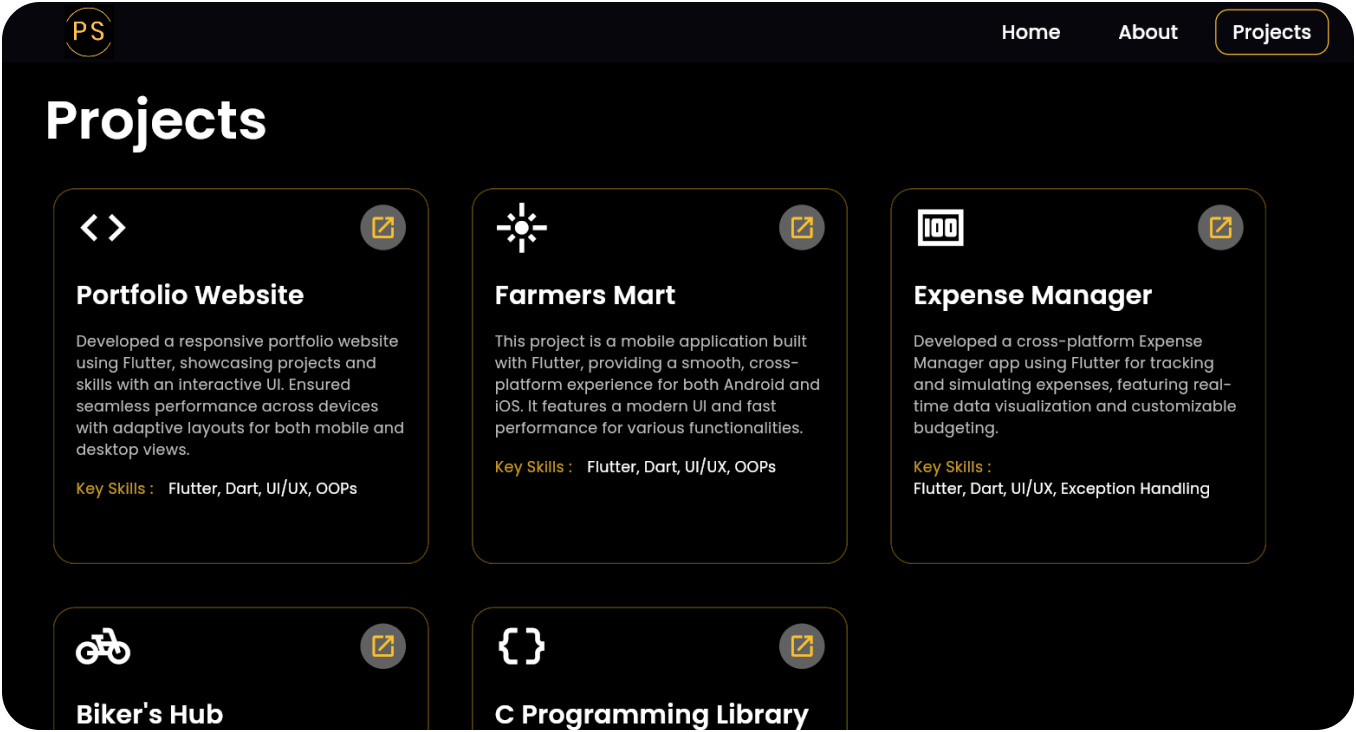 PS
Home About Projects
Projects
100
Portfolio Website
Developed a responsive portfolio website
using Flutter, showcasing projects and
skills with an interactive UI. Ensured
seamless performance across devices
with adaptive layouts for both mobile and
desktop views.
Key Skills : Flutter, Dart, UI/UX, OOPs
Farmers Mart
This project is a mobile application built
with Flutter, providing a smooth, cross-
platform experience for both Android and
iOS. It features a modern UI and fast
performance for various functionalities.
Key Skills : Flutter, Dart, UI/UX, OOPs
Expense Manager
Developed a cross-platform Expense
Manager app using Flutter for tracking
and simulating expenses, featuring real-
time data visualization and customizable
budgeting.
Key Skills :
Flutter, Dart, UI/UX, Exception Handling
Biker's Hub
C Programming Library